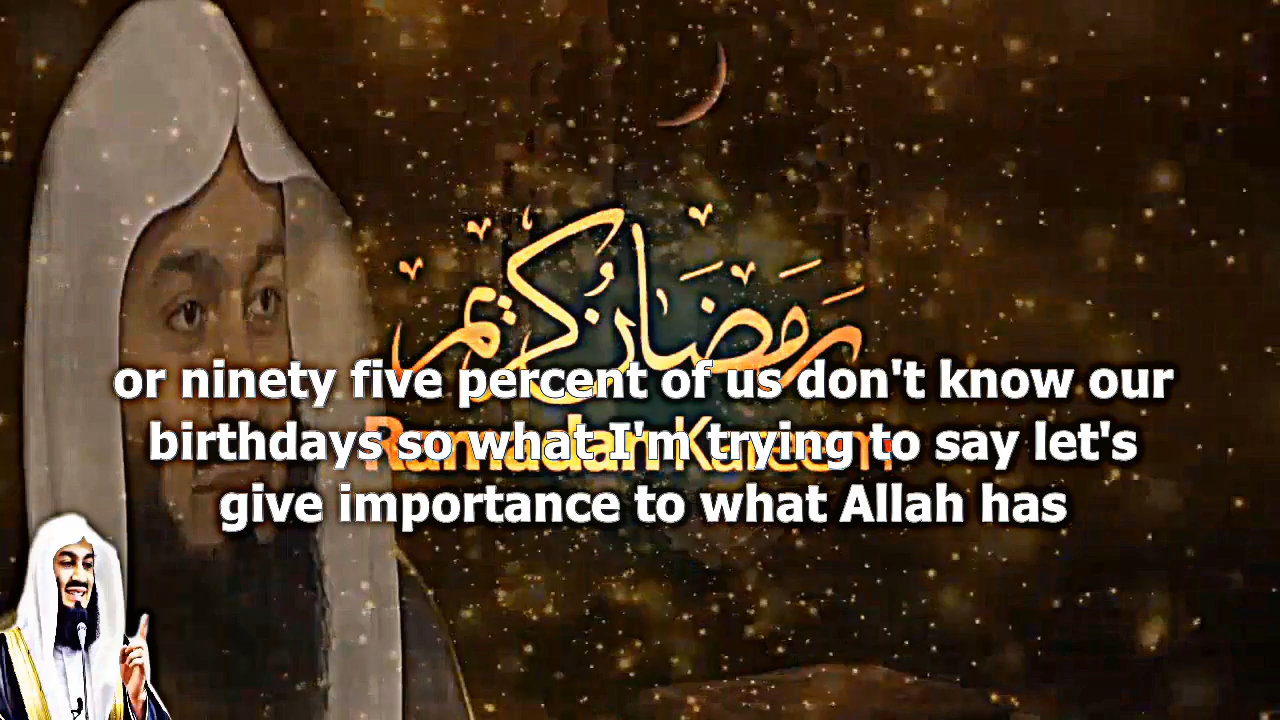 رمضان كريم
or ninety five percent of us don't know our
Ramadan Kareem
birthdays so what I'm trying to say let's
give importance to what Allah has